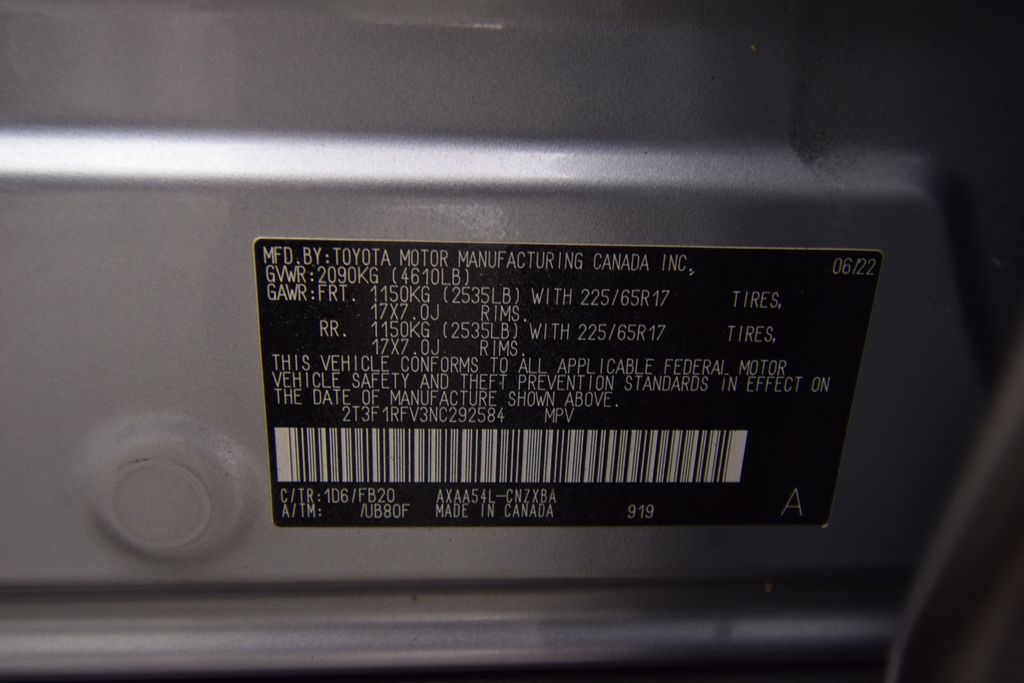 MFD.BY:TOYOTA MOTOR MANUFACTURING CANADA INC. 06/22
GVWR:2090KG (4610LB)
GAWR:FRT. 1150KG (2535LB) WITH 225/65R17 TIRES,
17X7.0J RIMS.
RR. 1150KG (2535LB) WITH 225/65R17 TIRES,
17X7.0J RIMS.
THIS VEHICLE CONFORMS TO ALL APPLICABLE FEDERAL MOTOR
VEHICLE SAFETY AND THEFT PREVENTION STANDARDS IN EFFECT ON
THE DATE OF MANUFACTURE SHOWN ABOVE.
2T3F1RFV3NC292584 MPV
C/TR:1D6/FB20 AXAA54L-CNZXBA
A/TM: /UB80F MADE IN CANADA 919 A